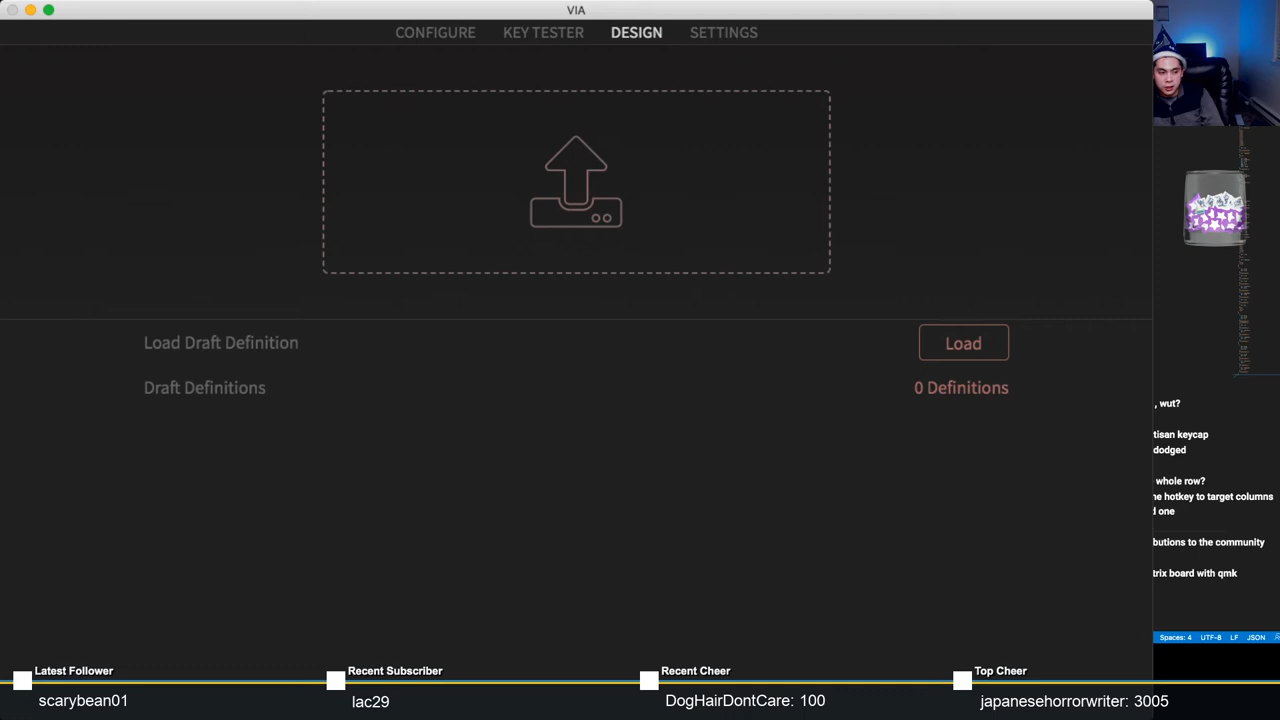 VIA
CONFIGURE KEY TESTER DESIGN SETTINGS
Load Draft Definition Load
Draft Definitions 0 Definitions
, wut?
tisan keycap
dodged
whole row?
ne hotkey to target columns
d one
butions to the community
trix board with qmk
Spaces: 4 UTF-8 LF JSON
Latest Follower Recent Subscriber Recent Cheer Top Cheer
scarybean01 lac29 DogHairDontCare: 100 japanesehorrorwriter: 3005